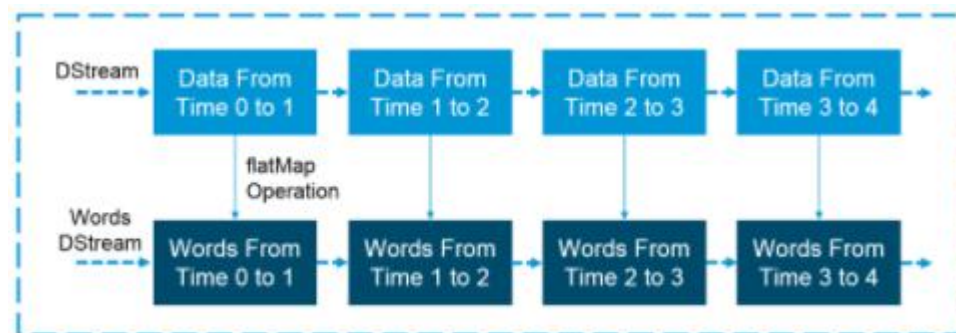 DStream
Data From
Time 0 to 1
Data From
Time 1 to 2
Data From
Time 2 to 3
Data From
Time 3 to 4
flatMap
Operation
Words
DStream
Words From
Time 0 to 1
Words From
Time 1 to 2
Words From
Time 2 to 3
Words From
Time 3 to 4